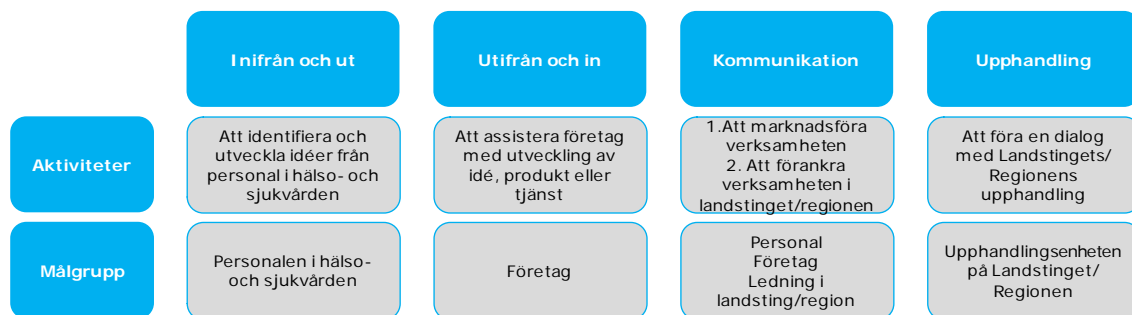 Inifrån och ut
Utifrån och in
Kommunikation
Upphandling
Aktiviteter
Att identifiera och
utveckla idéer från
personal i hälso- och
sjukvården
Att assistera företag
med utveckling av
idé, produkt eller
tjänst
1.Att marknadsföra
verksamheten
2. Att förankra
verksamheten i
landstinget/regionen
Att föra en dialog
med Landstingets/
Regionens
upphandling
Målgrupp
Personalen i hälso-
och sjukvården
Företag
Personal
Företag
Ledning i
landsting/region
Upphandlingsenheten
på Landstinget/
Regionen